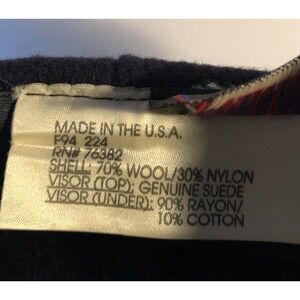 MADE IN THE U.S.A.
F94 224
RN# 76382
SHELL: 70% WOOL/30% NYLON
VISOR (TOP): GENUINE SUEDE
VISOR (UNDER): 90% RAYON/
10% COTTON